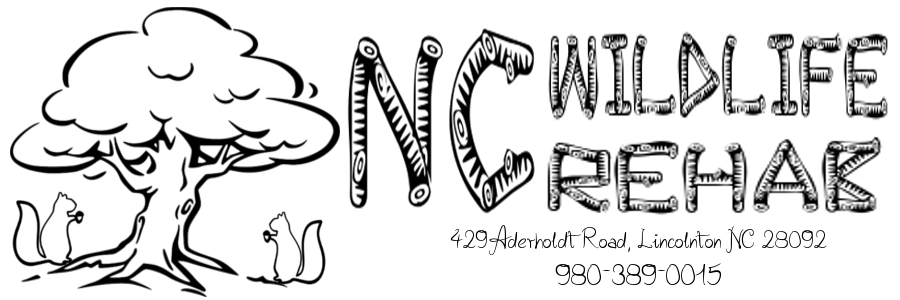 NC WILDLIFE REHAB
429 Aderholdt Road, Lincolnton NC 28092
980-389-0015